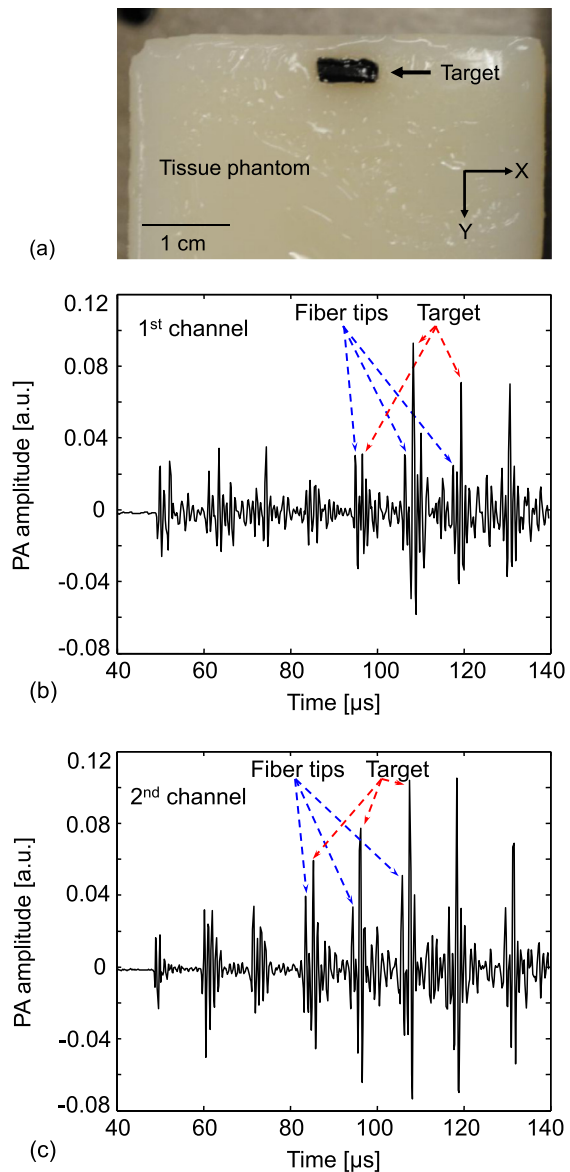 Target
Tissue phantom
X
Y
1 cm
(a)
0.12
1st channel
Fiber tips
Target
0.08
0.04
0
-0.04
-0.08
PA amplitude [a.u.]
40
60
80
100
120
140
Time [µs]
(b)
0.12
Fiber tips
Target
2nd channel
0.08
0.04
0
-0.04
-0.08
PA amplitude [a.u.]
40
60
80
100
120
140
Time [µs]
(c)